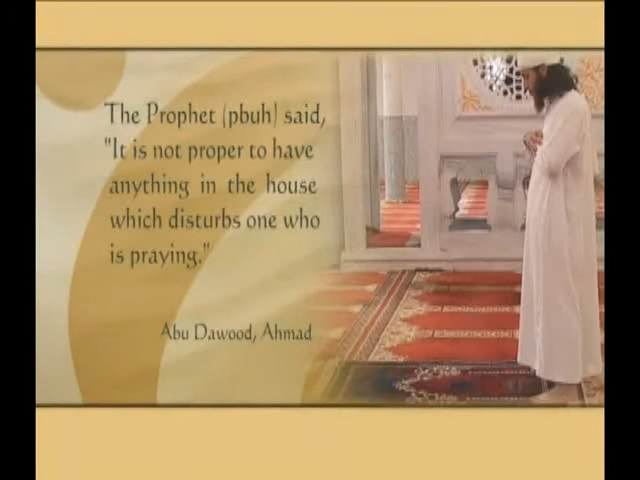 The Prophet (pbuh) said,
"It is not proper to have
anything in the house
which disturbs one who
is praying."
Abu Dawood, Ahmad